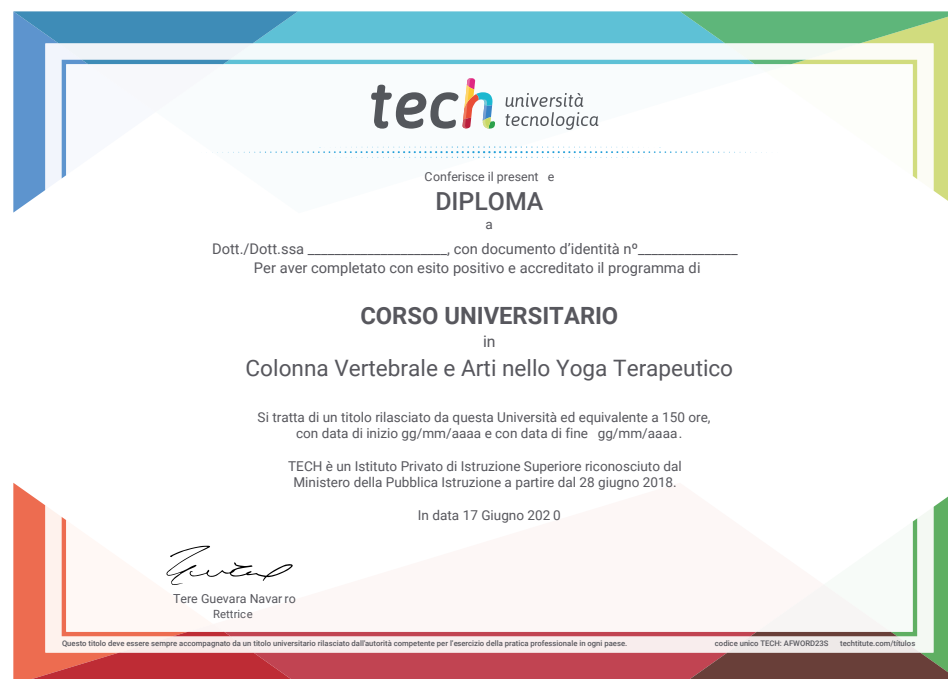 tech università
tecnologica
Conferisce il present e
DIPLOMA
a
Dott./Dott.ssa ____________________, con documento d'identità nº_______________
Per aver completato con esito positivo e accreditato il programma di
CORSO UNIVERSITARIO
in
Colonna Vertebrale e Arti nello Yoga Terapeutico
Si tratta di un titolo rilasciato da questa Università ed equivalente a 150 ore,
con data di inizio gg/mm/aaaa e con data di fine gg/mm/aaaa.
TECH è un Istituto Privato di Istruzione Superiore riconosciuto dal
Ministero della Pubblica Istruzione a partire dal 28 giugno 2018.
In data 17 Giugno 202 0
Tere Guevara Navar ro
Rettrice
Questo titolo deve essere sempre accompagnato da un titolo universitario rilasciato dall'autorità competente per l'esercizio della pratica professionale in ogni paese. codice unico TECH: AFWORD23S techtitute.com/titulos